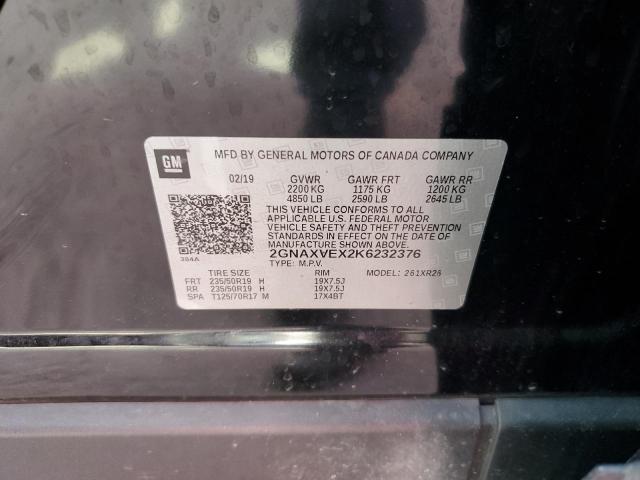 GM
MFD BY GENERAL MOTORS OF CANADA COMPANY
02/19 GVWR GAWR FRT GAWR RR
2200 KG 1175 KG 1200 KG
4850 LB 2590 LB 2645 LB
THIS VEHICLE CONFORMS TO ALL
APPLICABLE U.S. FEDERAL MOTOR
VEHICLE SAFETY AND THEFT PREVENTION
STANDARDS IN EFFECT ON THE DATE OF
MANUFACTURE SHOWN ABOVE.
384A
2GNAXVEX2K6232376
TYPE: M.P.V. MODEL: 261XR26
TIRE SIZE RIM
FRT 235/50R19 H 19X7.5J
RR 235/50R19 H 19X7.5J
SPA T125/70R17 M 17X4BT